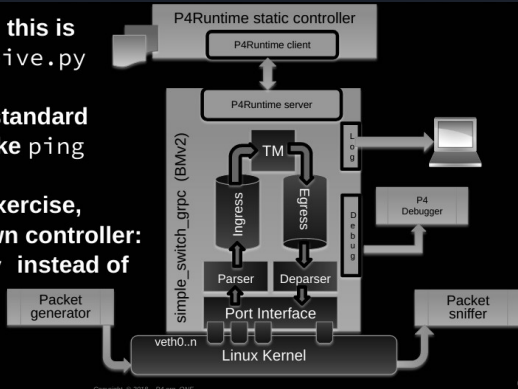 this is
ive.py
standard
ke ping
xercise,
wn controller:
instead of
P4Runtime static controller
P4Runtime client
P4Runtime server
simple_switch_grpc (BMv2)
TM
Log
Ingress
Egress
Debug
P4
Debugger
Parser
Deparser
Port Interface
Packet
generator
Packet
sniffer
veth0..n
Linux Kernel